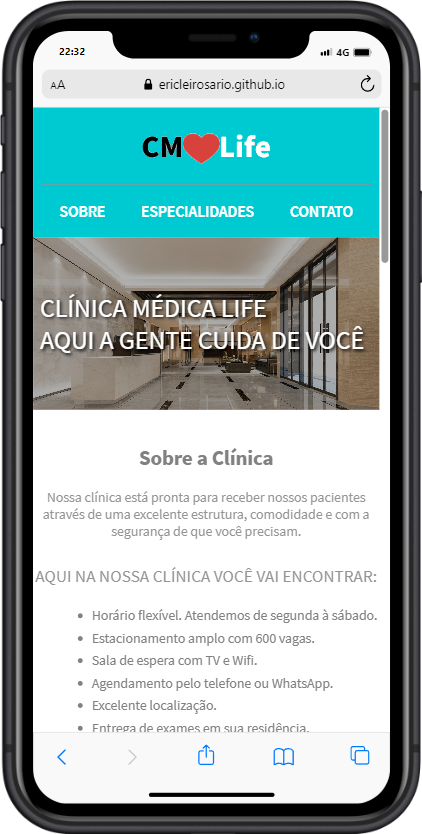 22:32
4G
AA
ericleirosario.github.io
CM Life
SOBRE ESPECIALIDADES CONTATO
CLÍNICA MÉDICA LIFE
AQUI A GENTE CUIDA DE VOCÊ
Sobre a Clínica
Nossa clínica está pronta para receber nossos pacientes
através de uma excelente estrutura, comodidade e com a
segurança de que você precisam.
AQUI NA NOSSA CLÍNICA VOCÊ VAI ENCONTRAR:
• Horário flexível. Atendemos de segunda à sábado.
• Estacionamento amplo com 600 vagas.
• Sala de espera com TV e Wifi.
• Agendamento pelo telefone ou WhatsApp.
• Excelente localização.
• Entrega de exames em sua residência.